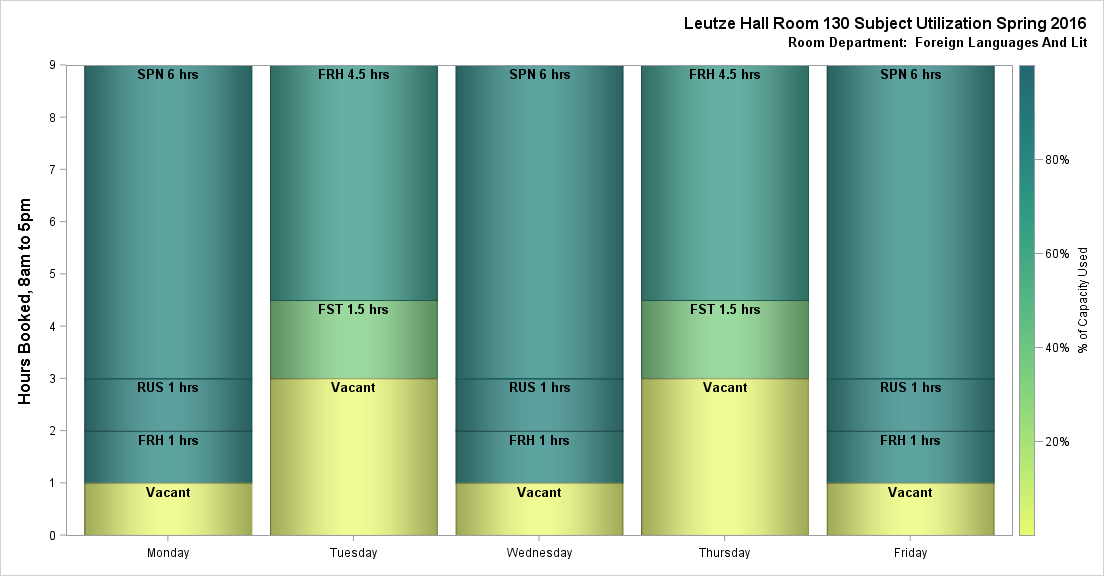 Leutze Hall Room 130 Subject Utilization Spring 2016
Room Department:  Foreign Languages And Lit
Hours Booked, 8am to 5pm
9
8
7
6
5
4
3
2
1
0
SPN 6 hrs
RUS 1 hrs
FRH 1 hrs
Vacant
Monday
FRH 4.5 hrs
FST 1.5 hrs
Vacant
Tuesday
SPN 6 hrs
RUS 1 hrs
FRH 1 hrs
Vacant
Wednesday
FRH 4.5 hrs
FST 1.5 hrs
Vacant
Thursday
SPN 6 hrs
RUS 1 hrs
FRH 1 hrs
Vacant
Friday
80%
60%
40%
20%
% of Capacity Used